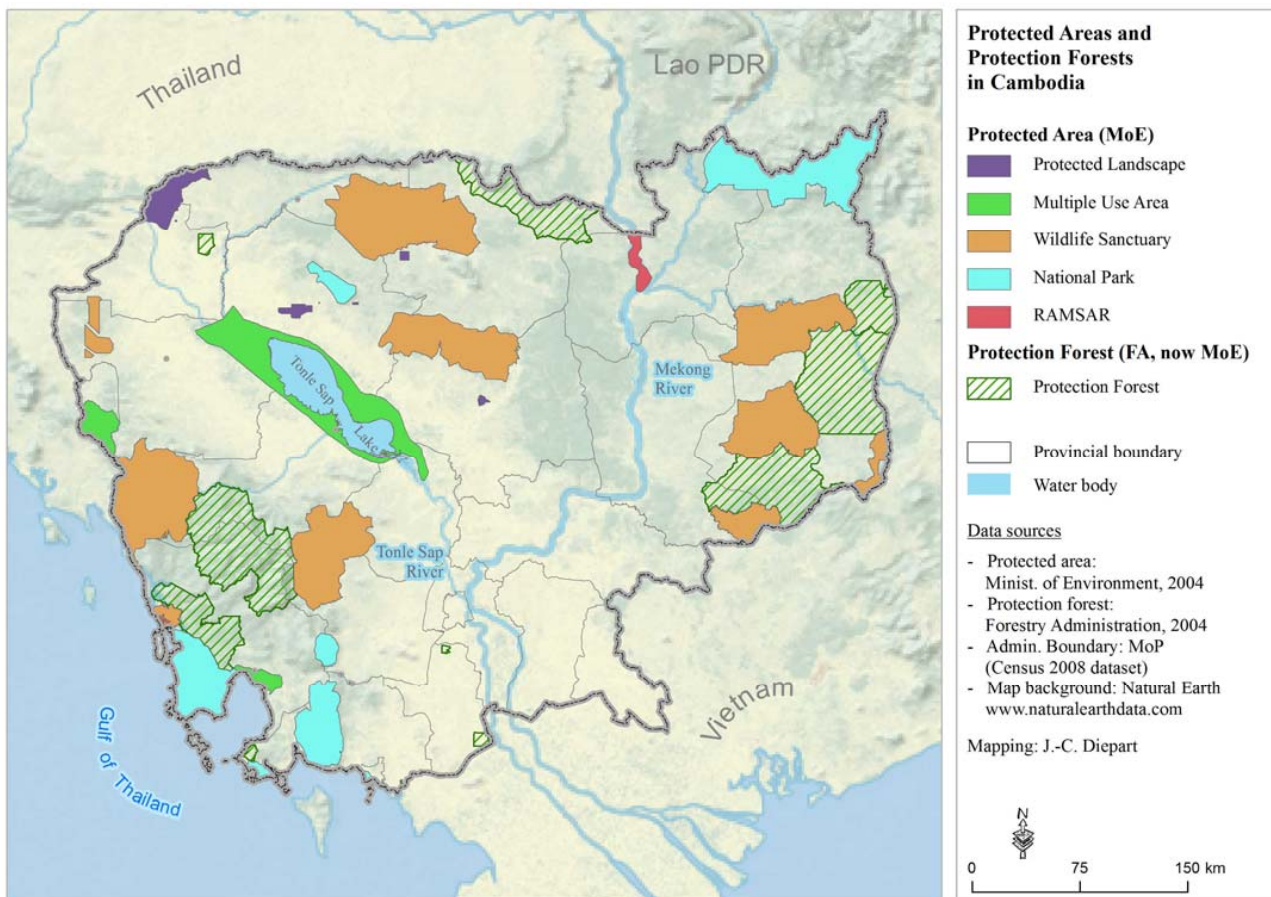 Thailand
Lao PDR
Tonle Sap
Lake
Mekong
River
Tonle Sap
River
Vietnam
Gulf of Thailand
Protected Areas and
Protection Forests
in Cambodia
Protected Area (MoE)
Protected Landscape
Multiple Use Area
Wildlife Sanctuary
National Park
RAMSAR
Protection Forest (FA, now MoE)
Protection Forest
Provincial boundary
Water body
Data sources
- Protected area:
Minist. of Environment, 2004
- Protection forest:
Forestry Administration, 2004
- Admin. Boundary: MoP
(Census 2008 dataset)
- Map background: Natural Earth
www.naturalearthdata.com
Mapping: J.-C. Diepart
N
0 75 150 km